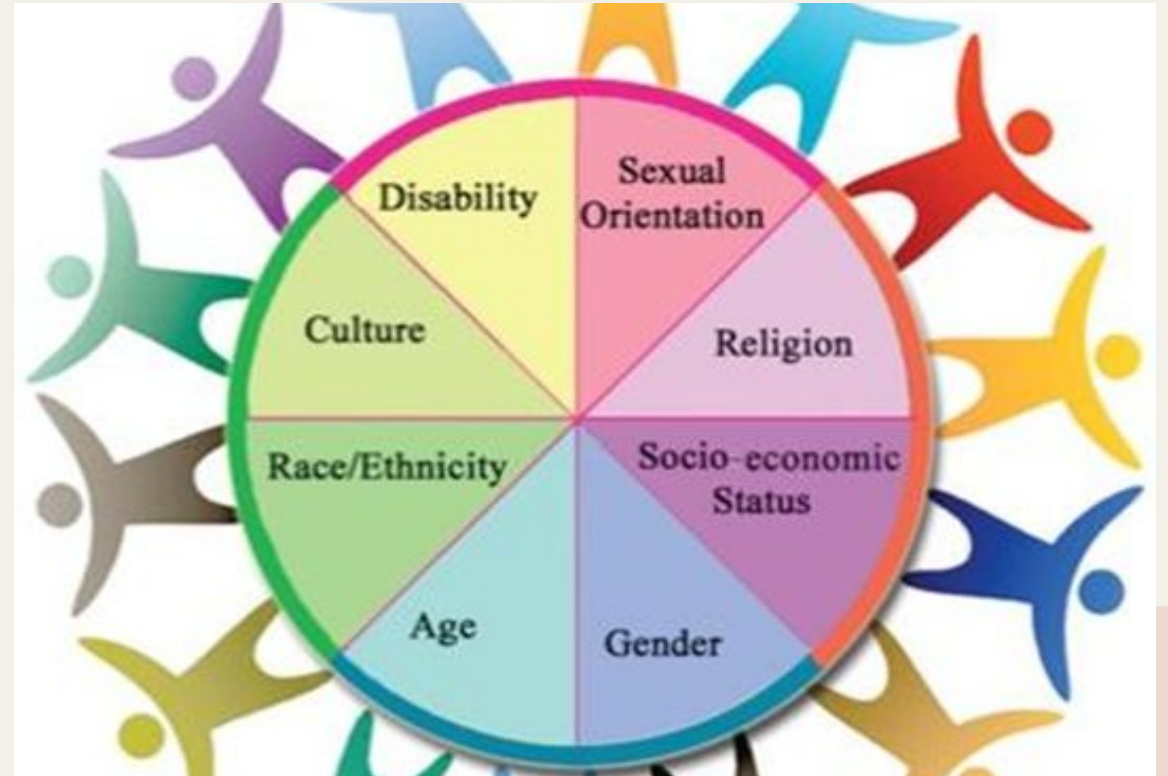 Disability
Sexual
Orientation
Culture
Religion
Race/Ethnicity
Socio-economic
Status
Age
Gender